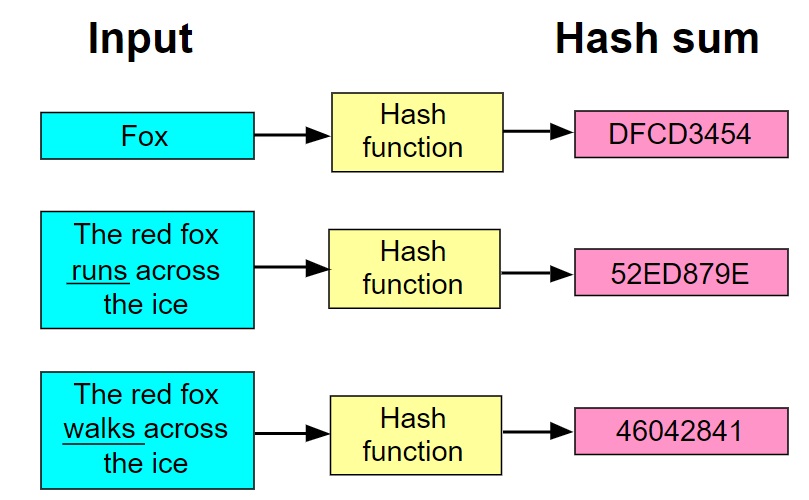 Input
Hash sum
Fox
Hash
function
DFCD3454
The red fox
runs across
the ice
Hash
function
52ED879E
The red fox
walks across
the ice
Hash
function
46042841